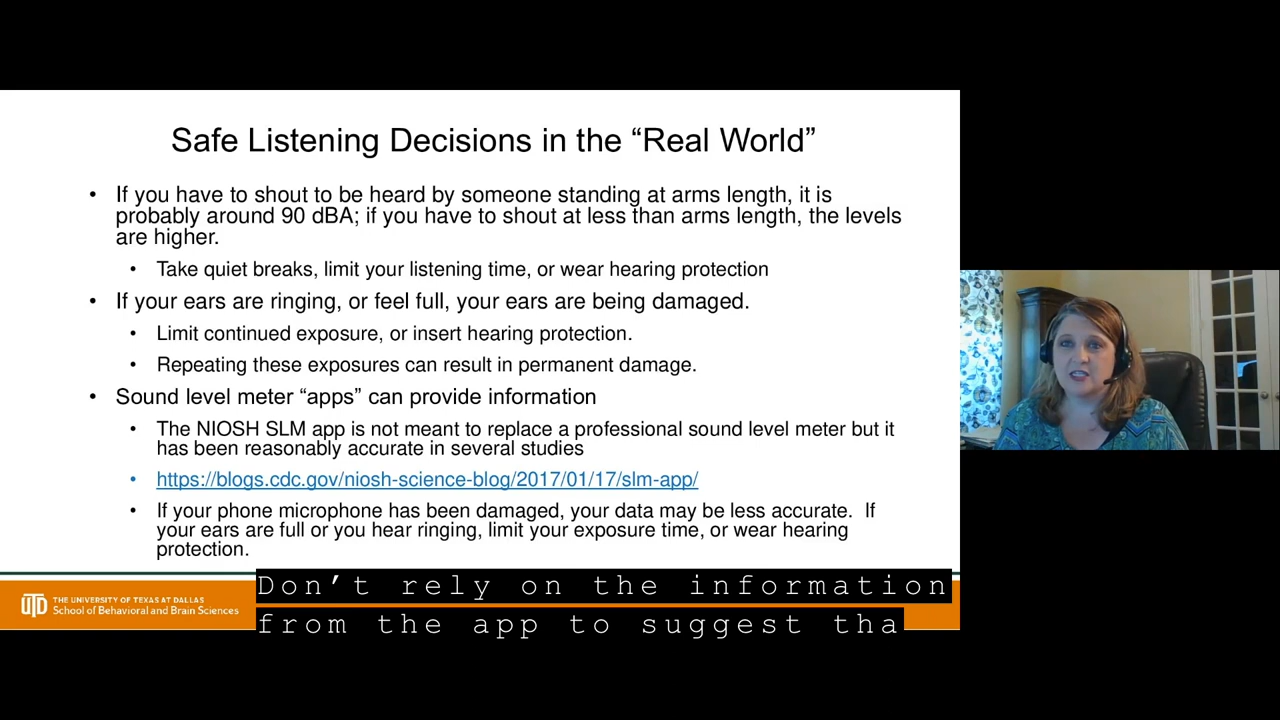 Safe Listening Decisions in the “Real World”
• If you have to shout to be heard by someone standing at arms length, it is
probably around 90 dBA; if you have to shout at less than arms length, the levels
are higher.
• Take quiet breaks, limit your listening time, or wear hearing protection
• If your ears are ringing, or feel full, your ears are being damaged.
• Limit continued exposure, or insert hearing protection.
• Repeating these exposures can result in permanent damage.
• Sound level meter “apps” can provide information
• The NIOSH SLM app is not meant to replace a professional sound level meter but it
has been reasonably accurate in several studies
• https://blogs.cdc.gov/niosh-science-blog/2017/01/17/slm-app/
• If your phone microphone has been damaged, your data may be less accurate.  If
your ears are full or you hear ringing, limit your exposure time, or wear hearing
protection.
UTD
THE UNIVERSITY OF TEXAS AT DALLAS
School of Behavioral and Brain Sciences
Don’t rely on the information
from the app to suggest tha